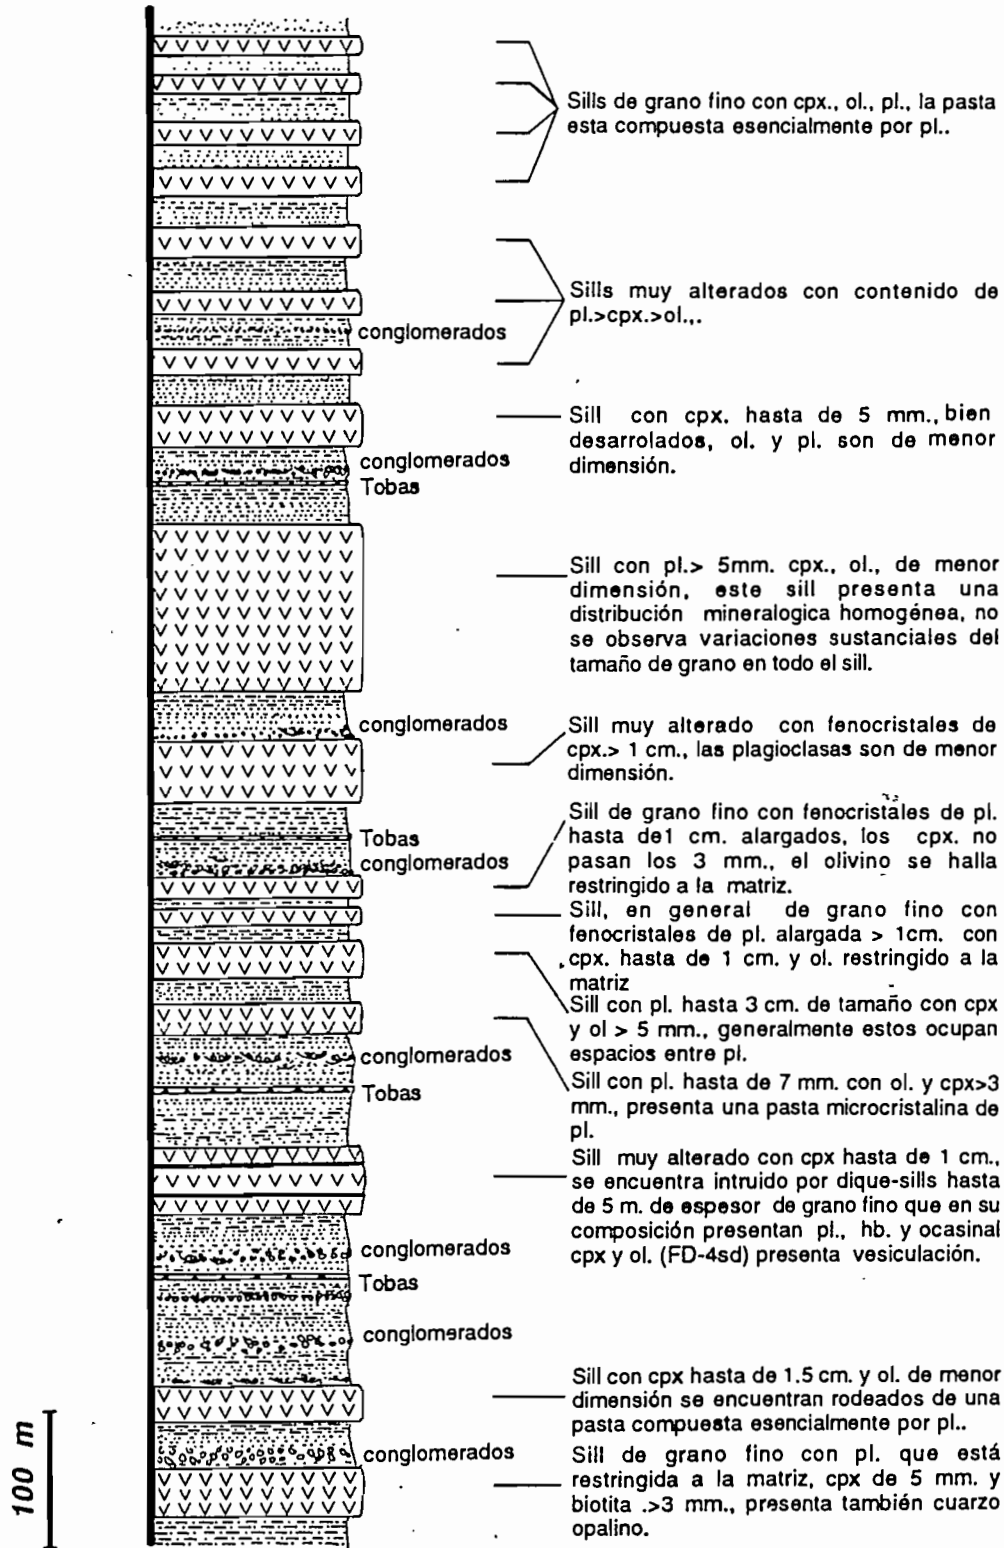 Sills de grano fino con cpx., ol., pl., la pasta
esta compuesta esencialmente por pl..
Sills muy alterados con contenido de
pl.>cpx.>ol.,.
conglomerados
Sill con cpx. hasta de 5 mm., bien
desarrolados, ol. y pl. son de menor
dimensión.
conglomerados
Tobas
Sill con pl.> 5mm. cpx., ol., de menor
dimensión, este sill presenta una
distribución mineralogica homogénea, no
se observa variaciones sustanciales del
tamaño de grano en todo el sill.
conglomerados
Sill muy alterado con fenocristales de
cpx.> 1 cm., las plagioclasas son de menor
dimensión.
Tobas
conglomerados
Sill de grano fino con fenocristales de pl.
hasta de1 cm. alargados, los cpx. no
pasan los 3 mm., el olivino se halla
restringido a la matriz.
Sill, en general de grano fino con
fenocristales de pl. alargada > 1cm. con
cpx. hasta de 1 cm. y ol. restringido a la
matriz
Sill con pl. hasta 3 cm. de tamaño con cpx
y ol > 5 mm., generalmente estos ocupan
espacios entre pl.
conglomerados
Tobas
Sill con pl. hasta de 7 mm. con ol. y cpx>3
mm., presenta una pasta microcristalina de
pl.
Sill muy alterado con cpx hasta de 1 cm.,
se encuentra intruido por dique-sills hasta
de 5 m. de espesor de grano fino que en su
composición presentan pl., hb. y ocasinal
cpx y ol. (FD-4sd) presenta vesiculación.
conglomerados
Tobas
conglomerados
Sill con cpx hasta de 1.5 cm. y ol. de menor
dimensión se encuentran rodeados de una
pasta compuesta esencialmente por pl..
conglomerados
Sill de grano fino con pl. que está
restringida a la matriz, cpx de 5 mm. y
biotita .>3 mm., presenta también cuarzo
opalino.
100 m